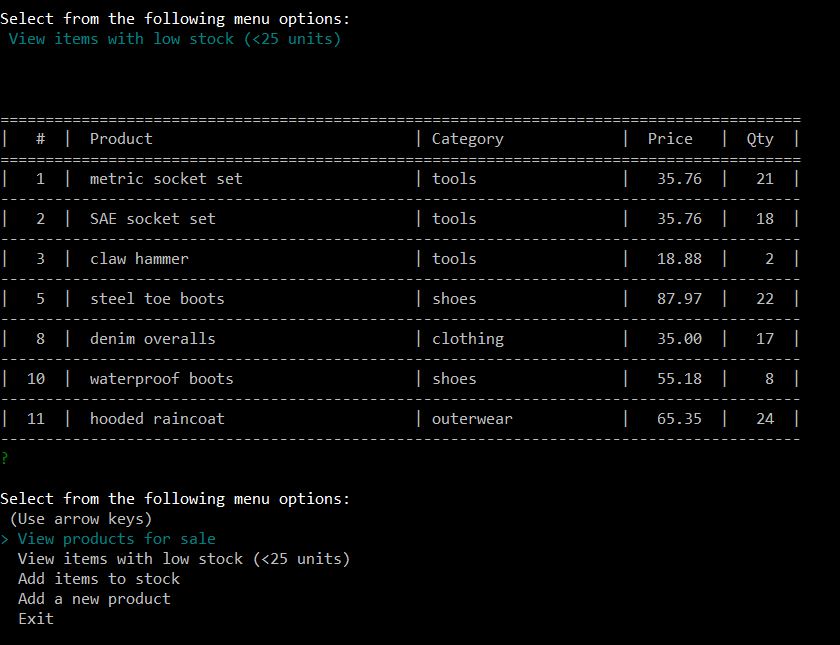 Select from the following menu options:
View items with low stock (<25 units)
=========================================================================================
|   #  |  Product                             | Category             |  Price   |  Qty  |
=========================================================================================
|   1  |  metric socket set                   | tools                |   35.76  |   21  |
-----------------------------------------------------------------------------------------
|   2  |  SAE socket set                      | tools                |   35.76  |   18  |
-----------------------------------------------------------------------------------------
|   3  |  claw hammer                         | tools                |   18.88  |    2  |
-----------------------------------------------------------------------------------------
|   5  |  steel toe boots                     | shoes                |   87.97  |   22  |
-----------------------------------------------------------------------------------------
|   8  |  denim overalls                      | clothing             |   35.00  |   17  |
-----------------------------------------------------------------------------------------
|  10  |  waterproof boots                    | shoes                |   55.18  |    8  |
-----------------------------------------------------------------------------------------
|  11  |  hooded raincoat                     | outerwear            |   65.35  |   24  |
-----------------------------------------------------------------------------------------
?
Select from the following menu options:
(Use arrow keys)
> View products for sale
View items with low stock (<25 units)
Add items to stock
Add a new product
Exit